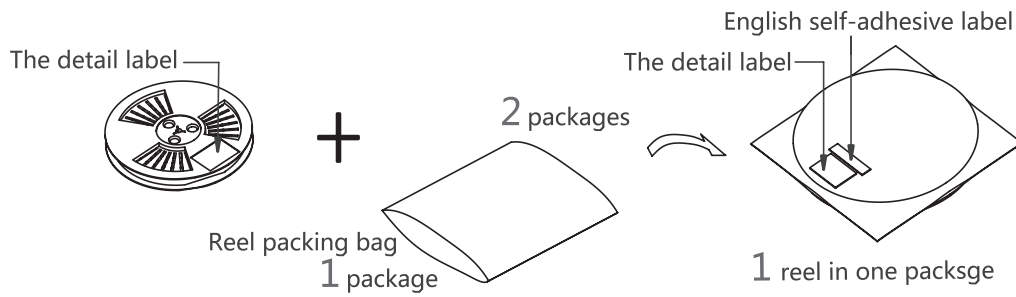 The detail label
2 packages
Reel packing bag
1 package
English self-adhesive label
The detail label
1 reel in one packsge